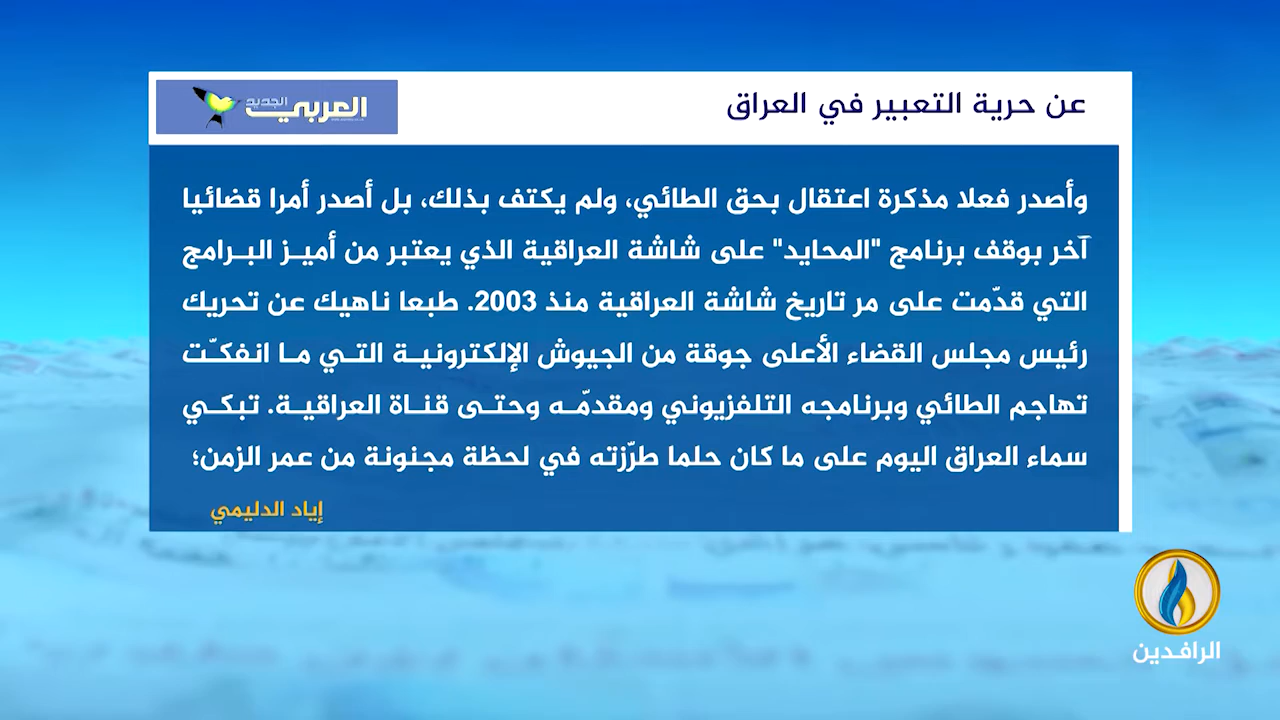 عن حرية التعبير في العراق
العربي الجديد
وأصدر فعلا مذكرة اعتقال بحق الطائي، ولم يكتف بذلك، بل أصدر أمرا قضائيا
آخر بوقف برنامج "المحايد" على شاشة العراقية الذي يعتبر من أميز البرامج
التي قدّمت على مر تاريخ شاشة العراقية منذ 2003. طبعا ناهيك عن تحريك
رئيس مجلس القضاء الأعلى جوقة من الجيوش الإلكترونية التي ما انفكّت
تهاجم الطائي وبرنامجه التلفزيوني ومقدمّه وحتى قناة العراقية. تبكي
سماء العراق اليوم على ما كان حلما طرّزته في لحظة مجنونة من عمر الزمن؛
إياد الدليمي
الرافدين